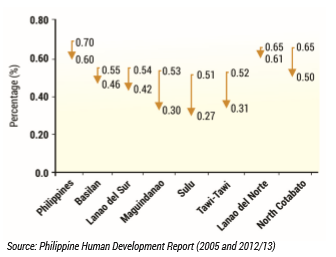 Percentage (%)
0.80
0.60
0.40
0.20
0.0
0.70
0.60
0.55
0.46
0.54
0.42
0.53
0.30
0.51
0.27
0.52
0.31
0.65
0.61
0.65
0.50
Philippines
Basilan
Lanao del Sur
Maguindanao
Sulu
Tawi-Tawi
Lanao del Norte
North Cotabato
Source: Philippine Human Development Report (2005 and 2012/13)